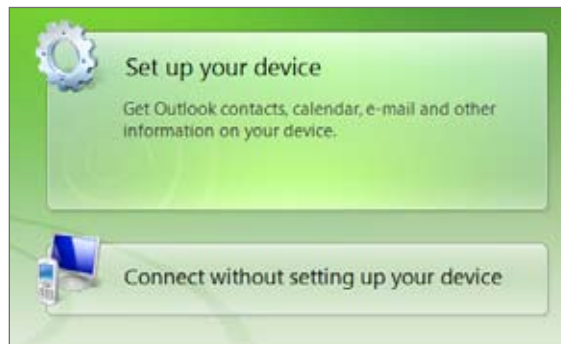 Set up your device
Get Outlook contacts, calendar, e-mail and other
information on your device.
Connect without setting up your device